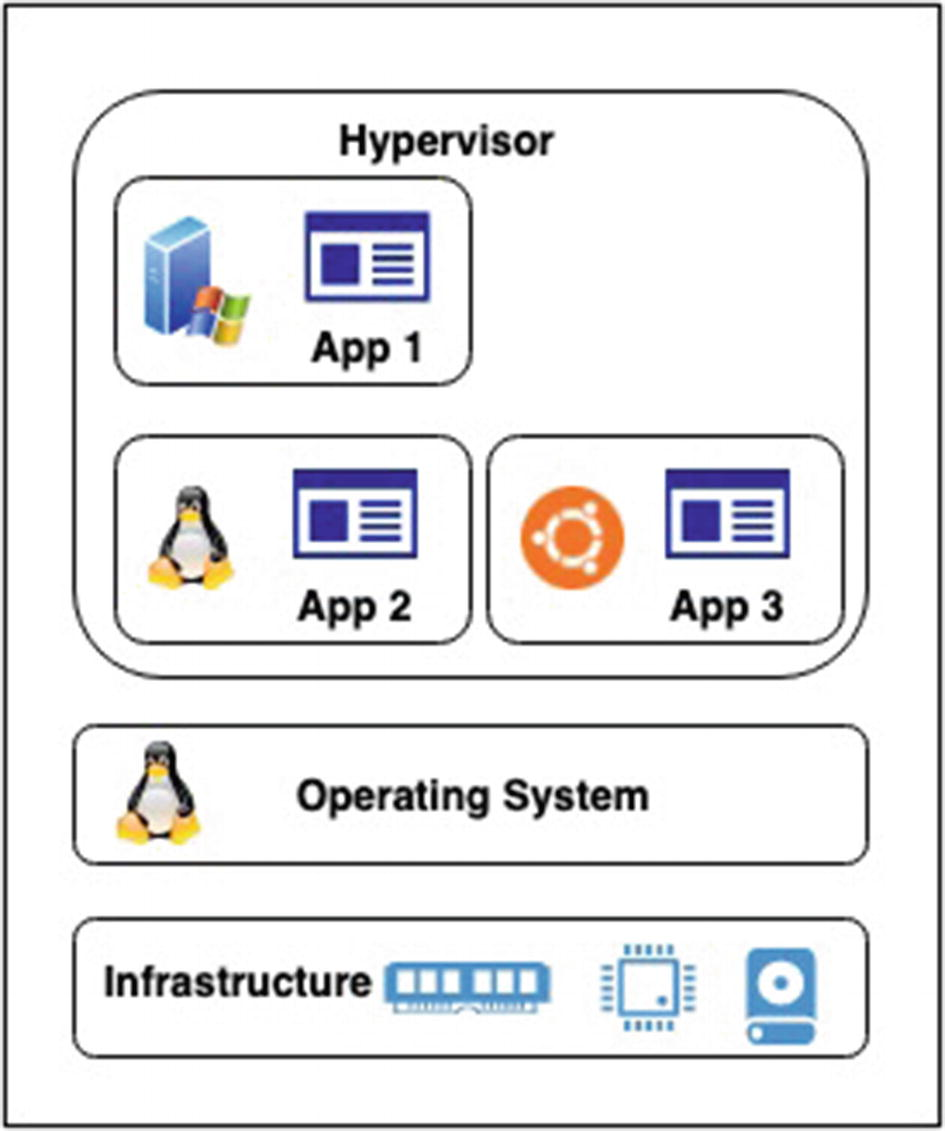 Hypervisor
App 1
App 2
App 3
Operating System
Infrastructure